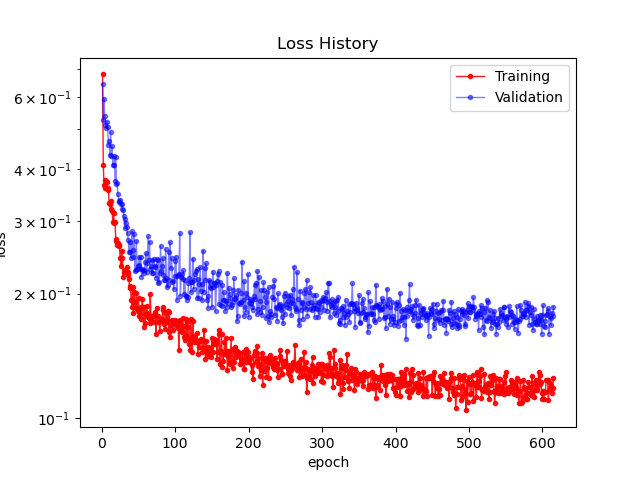 Loss History
Training
Validation
6 × 10⁻¹
4 × 10⁻¹
3 × 10⁻¹
2 × 10⁻¹
10⁻¹
loss
0 100 200 300 400 500 600
epoch